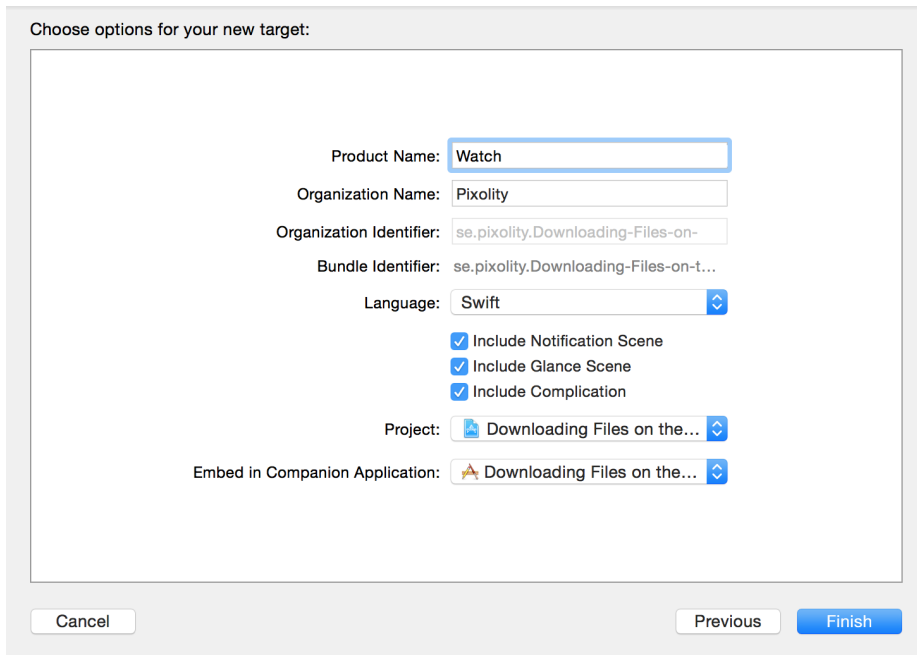 Choose options for your new target:
Product Name: Watch
Organization Name: Pixolity
Organization Identifier: se.pixolity.Downloading-Files-on-
Bundle Identifier: se.pixolity.Downloading-Files-on-t...
Language: Swift
Include Notification Scene
Include Glance Scene
Include Complication
Project: Downloading Files on the...
Embed in Companion Application: Downloading Files on the...
Cancel Previous Finish